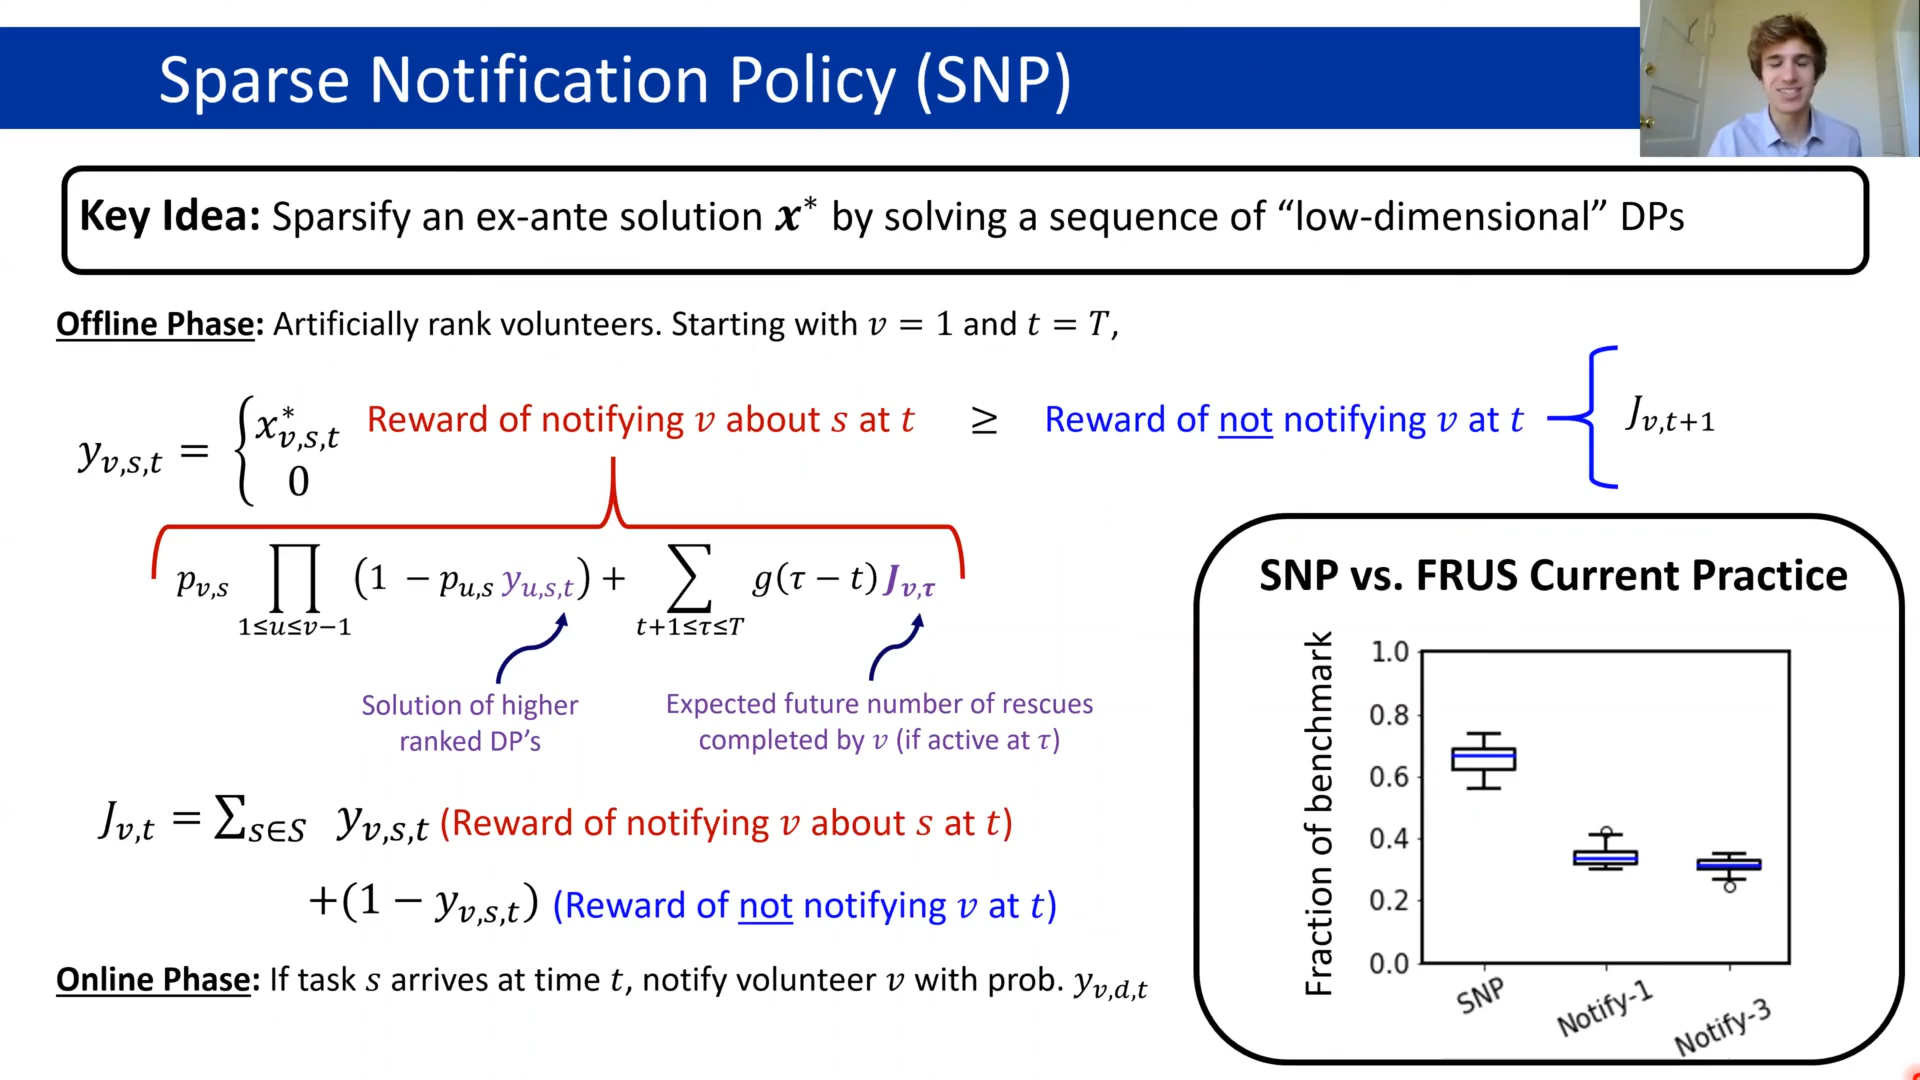 Sparse Notification Policy (SNP)
Key Idea: Sparsify an ex-ante solution x* by solving a sequence of “low-dimensional” DPs
Offline Phase: Artificially rank volunteers. Starting with v = 1 and t = T,
y_{v,s,t} = { x*_{v,s,t} Reward of notifying v about s at t ≥ Reward of not notifying v at t { J_{v,t+1}
0
p_{v,s} ∏_{1≤u≤v−1} (1 − p_{u,s} y_{u,s,t}) + ∑_{t+1≤τ≤T} g(τ − t) J_{v,τ}
Solution of higher
ranked DP's
Expected future number of rescues
completed by v (if active at τ)
J_{v,t} = ∑_{s∈S} y_{v,s,t} (Reward of notifying v about s at t)
+(1 − y_{v,s,t}) (Reward of not notifying v at t)
Online Phase: If task s arrives at time t, notify volunteer v with prob. y_{v,d,t}
SNP vs. FRUS Current Practice
Fraction of benchmark
1.0
0.8
0.6
0.4
0.2
0.0
SNP
Notify-1
Notify-3